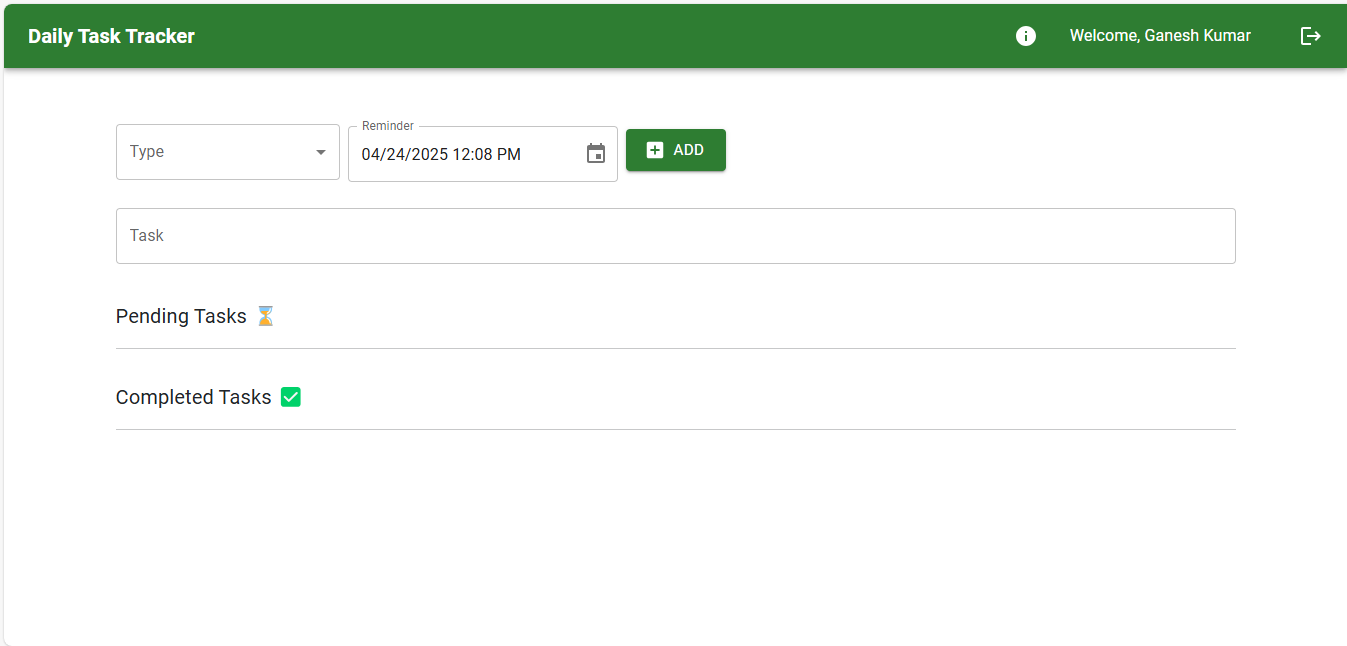 Daily Task Tracker
Welcome, Ganesh Kumar
Type
Reminder
04/24/2025 12:08 PM
ADD
Task
Pending Tasks ⏳
Completed Tasks ✅